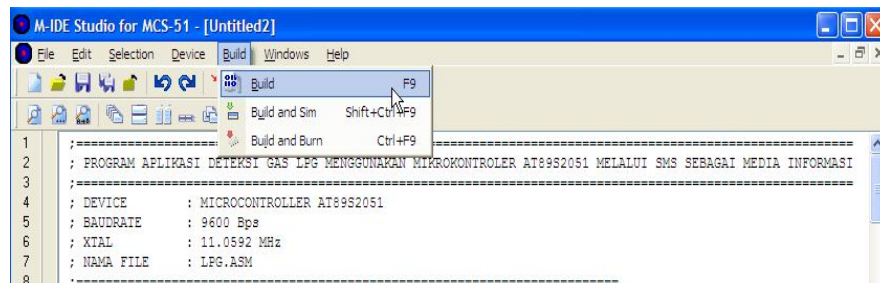 M-IDE Studio for MCS-51 - [Untitled2]
File Edit Selection Device Build Windows Help
Build F9
Build and Sim Shift+Ctrl+F9
Build and Burn Ctrl+F9
1 ;=====================================================================================
2 ; PROGRAM APLIKASI DETEKSI GAS LPG MENGGUNAKAN MIKROKONTROLER AT89S2051 MELALUI SMS SEBAGAI MEDIA INFORMASI
3 ;=====================================================================================
4 ; DEVICE : MICROCONTROLLER AT89S2051
5 ; BAUDRATE : 9600 Bps
6 ; XTAL : 11.0592 MHz
7 ; NAMA FILE : LPG.ASM
8 ;===========================================================